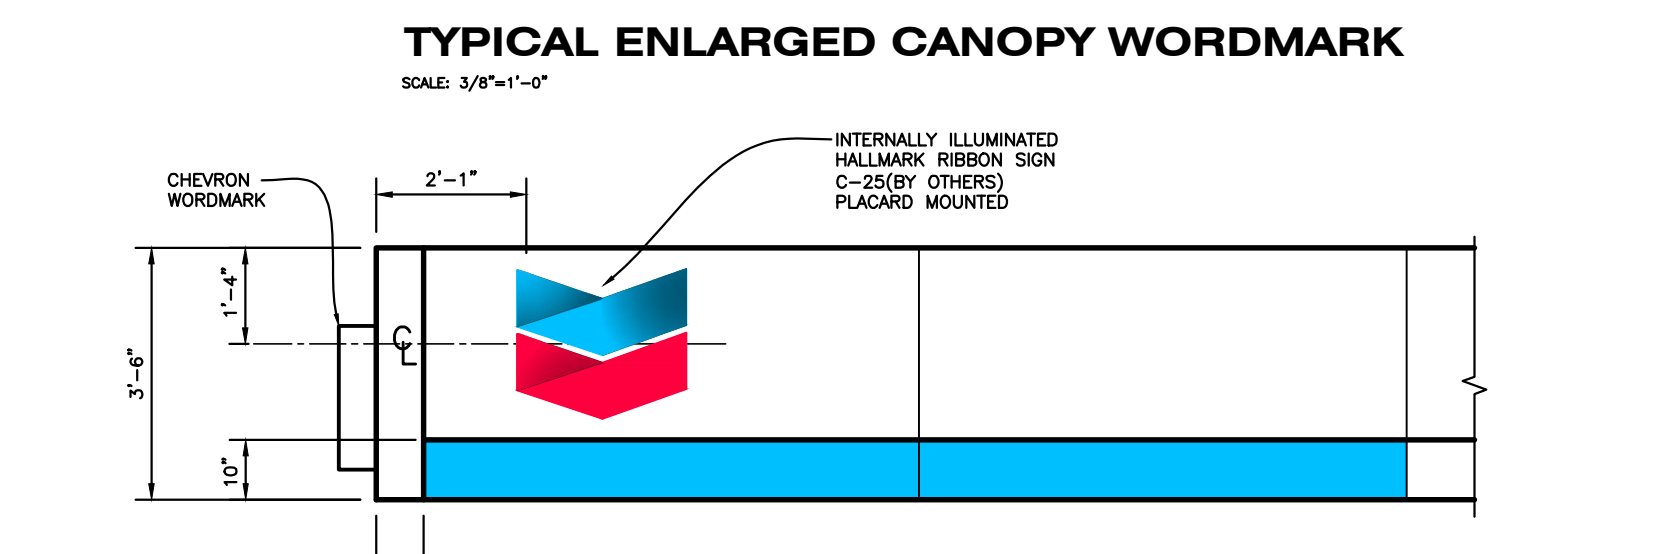 TYPICAL ENLARGED CANOPY WORDMARK
SCALE: 3/8"=1'-0"
INTERNALLY ILLUMINATED
HALLMARK RIBBON SIGN
C-25(BY OTHERS)
PLACARD MOUNTED
CHEVRON
WORDMARK
2'-1"
1'-4"
CL
3'-6"
10"